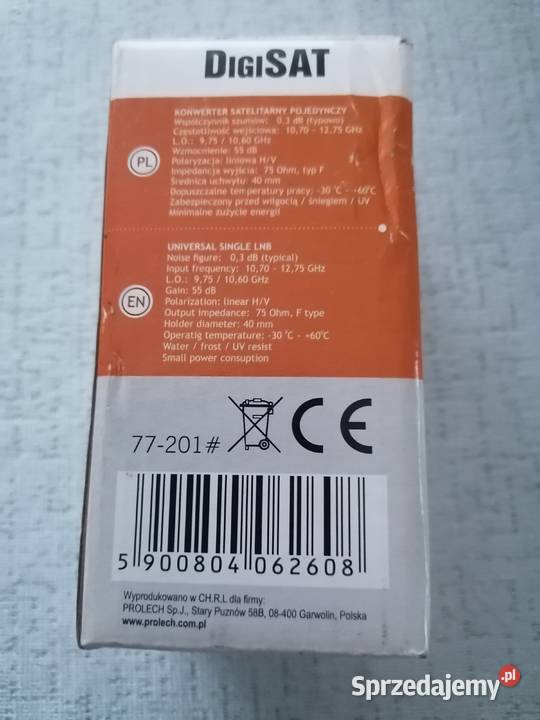 DIGISAT
KONWERTER SATELITARNY POJEDYNCZY
Współczynnik szumów: 0,3 dB (typowo)
Częstotliwość wejściowa: 10,70 - 12,75 GHz
L.O.: 9,75 / 10,60 GHz
Wzmocnienie: 55 dB
PL
Polaryzacja: liniowa H/V
Impedancja wyjścia: 75 Ohm, typ F
Średnica uchwytu: 40 mm
Dopuszczalne temperatury pracy: -30°C - +60°C
Zabezpieczony przed wilgocią / śniegiem / UV
Minimalne zużycie energii
UNIVERSAL SINGLE LNB
Noise figure: 0,3 dB (typical)
Input frequency: 10,70 - 12,75 GHz
L.O.: 9,75 / 10,60 GHz
Gain: 55 dB
EN
Polarization: linear H/V
Output impedance: 75 Ohm, F type
Holder diameter: 40 mm
Operatig temperature: -30°C - +60°C
Water / frost / UV resist
Small power consuption
77-201# CE
5 900804 062608
Wyprodukowano w CH.R.L dla firmy:
PROLECH Sp.J., Stary Puznów 58B, 08-400 Garwolin, Polska
www.prolech.com.pl
Sprzedajemy.pl